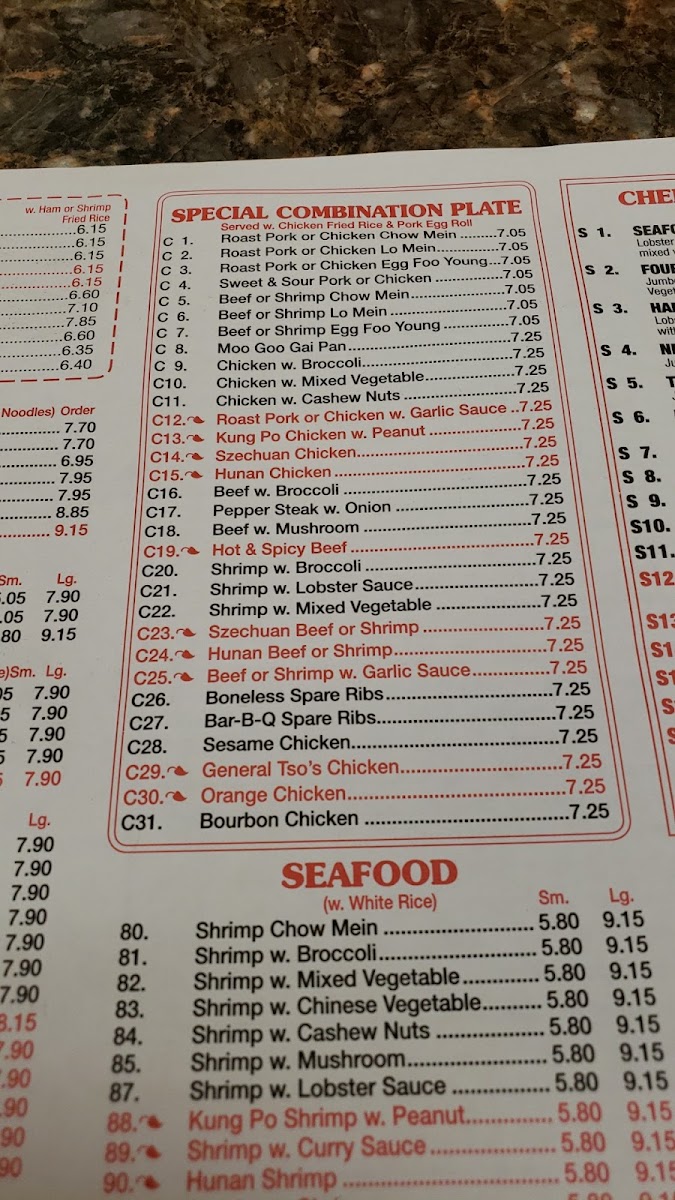 w. Ham or Shrimp
Fried Rice
6.15
6.15
6.15
6.15
6.15
6.60
7.10
7.85
6.60
6.35
6.40
Noodles) Order
7.70
7.70
6.95
7.95
7.95
8.85
9.15
Sm. Lg.
.05 7.90
.05 7.90
.80 9.15
Sm. Lg.
7.90
7.90
7.90
7.90
7.90
Lg.
7.90
7.90
7.90
7.90
7.90
7.90
7.90
8.15
7.90
.90
.90
.90
90
SPECIAL COMBINATION PLATE
Served w. Chicken Fried Rice & Pork Egg Roll
C 1. Roast Pork or Chicken Chow Mein 7.05
C 2. Roast Pork or Chicken Lo Mein 7.05
C 3. Roast Pork or Chicken Egg Foo Young 7.05
C 4. Sweet & Sour Pork or Chicken 7.05
C 5. Beef or Shrimp Chow Mein 7.05
C 6. Beef or Shrimp Lo Mein 7.05
C 7. Beef or Shrimp Egg Foo Young 7.05
C 8. Moo Goo Gai Pan 7.25
C 9. Chicken w. Broccoli 7.25
C10. Chicken w. Mixed Vegetable 7.25
C11. Chicken w. Cashew Nuts 7.25
C12. Roast Pork or Chicken w. Garlic Sauce 7.25
C13. Kung Po Chicken w. Peanut 7.25
C14. Szechuan Chicken 7.25
C15. Hunan Chicken 7.25
C16. Beef w. Broccoli 7.25
C17. Pepper Steak w. Onion 7.25
C18. Beef w. Mushroom 7.25
C19. Hot & Spicy Beef 7.25
C20. Shrimp w. Broccoli 7.25
C21. Shrimp w. Lobster Sauce 7.25
C22. Shrimp w. Mixed Vegetable 7.25
C23. Szechuan Beef or Shrimp 7.25
C24. Hunan Beef or Shrimp 7.25
C25. Beef or Shrimp w. Garlic Sauce 7.25
C26. Boneless Spare Ribs 7.25
C27. Bar-B-Q Spare Ribs 7.25
C28. Sesame Chicken 7.25
C29. General Tso's Chicken 7.25
C30. Orange Chicken 7.25
C31. Bourbon Chicken 7.25
SEAFOOD
(w. White Rice) Sm. Lg.
80. Shrimp Chow Mein 5.80 9.15
81. Shrimp w. Broccoli 5.80 9.15
82. Shrimp w. Mixed Vegetable 5.80 9.15
83. Shrimp w. Chinese Vegetable 5.80 9.15
84. Shrimp w. Cashew Nuts 5.80 9.15
85. Shrimp w. Mushroom 5.80 9.15
87. Shrimp w. Lobster Sauce 5.80 9.15
88. Kung Po Shrimp w. Peanut 5.80 9.15
89. Shrimp w. Curry Sauce 5.80 9.15
90. Hunan Shrimp 5.80 9.15
S 1.
Lobster
mixed
S 2.
S 3.
S 4.
S 5.
S 6.
S 7.
S 8.
S 9.
S10.
S11.
S12
S13